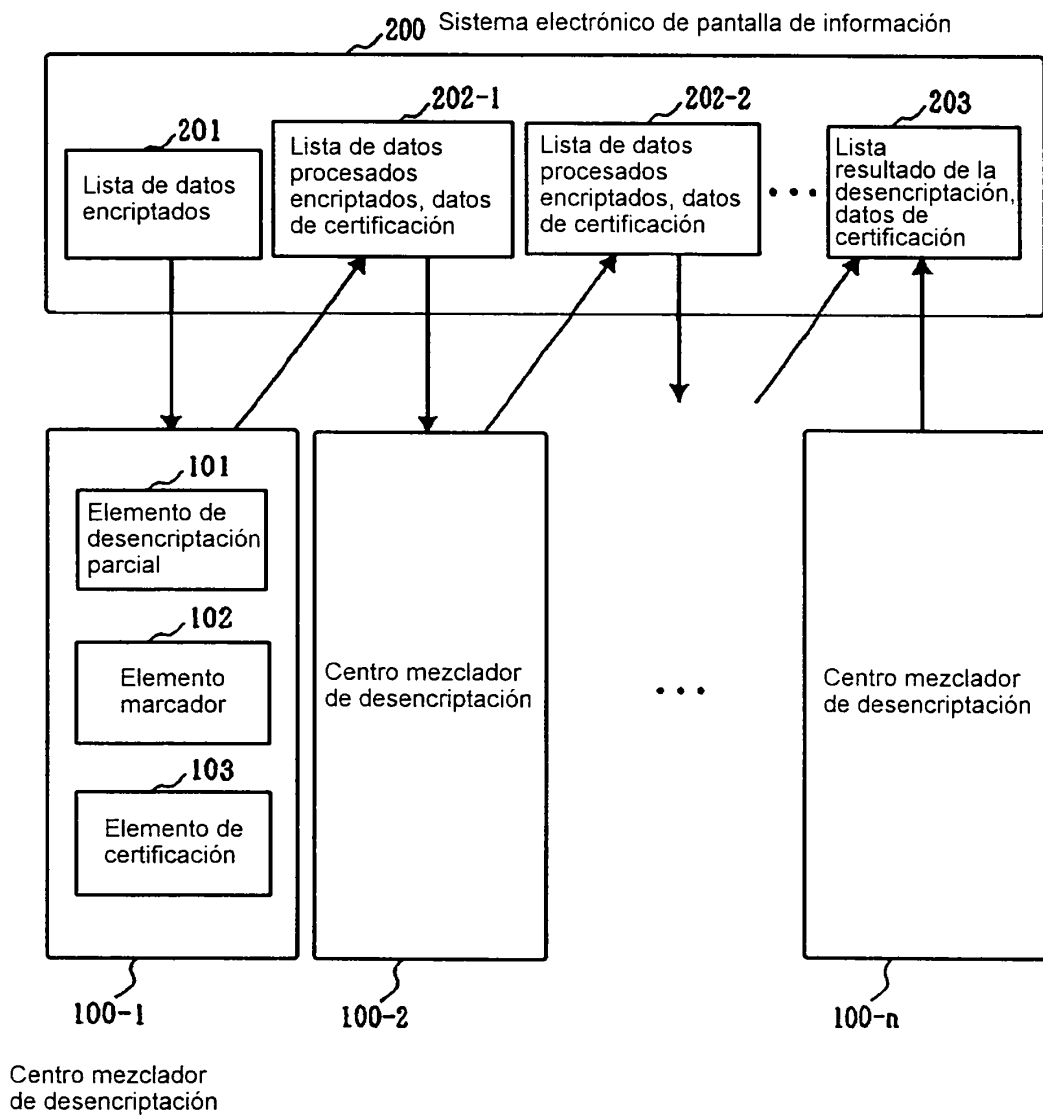 200 Sistema electrónico de pantalla de información
201
Lista de datos
encriptados
202-1
Lista de datos
procesados
encriptados, datos
de certificación
202-2
Lista de datos
procesados
encriptados, datos
de certificación
...
203
Lista
resultado de la
desencriptación,
datos de
certificación
101
Elemento de
desencriptación
parcial
102
Elemento
marcador
103
Elemento de
certificación
Centro mezclador
de desencriptación
...
Centro mezclador
de desencriptación
100-1
100-2
100-n
Centro mezclador
de desencriptación